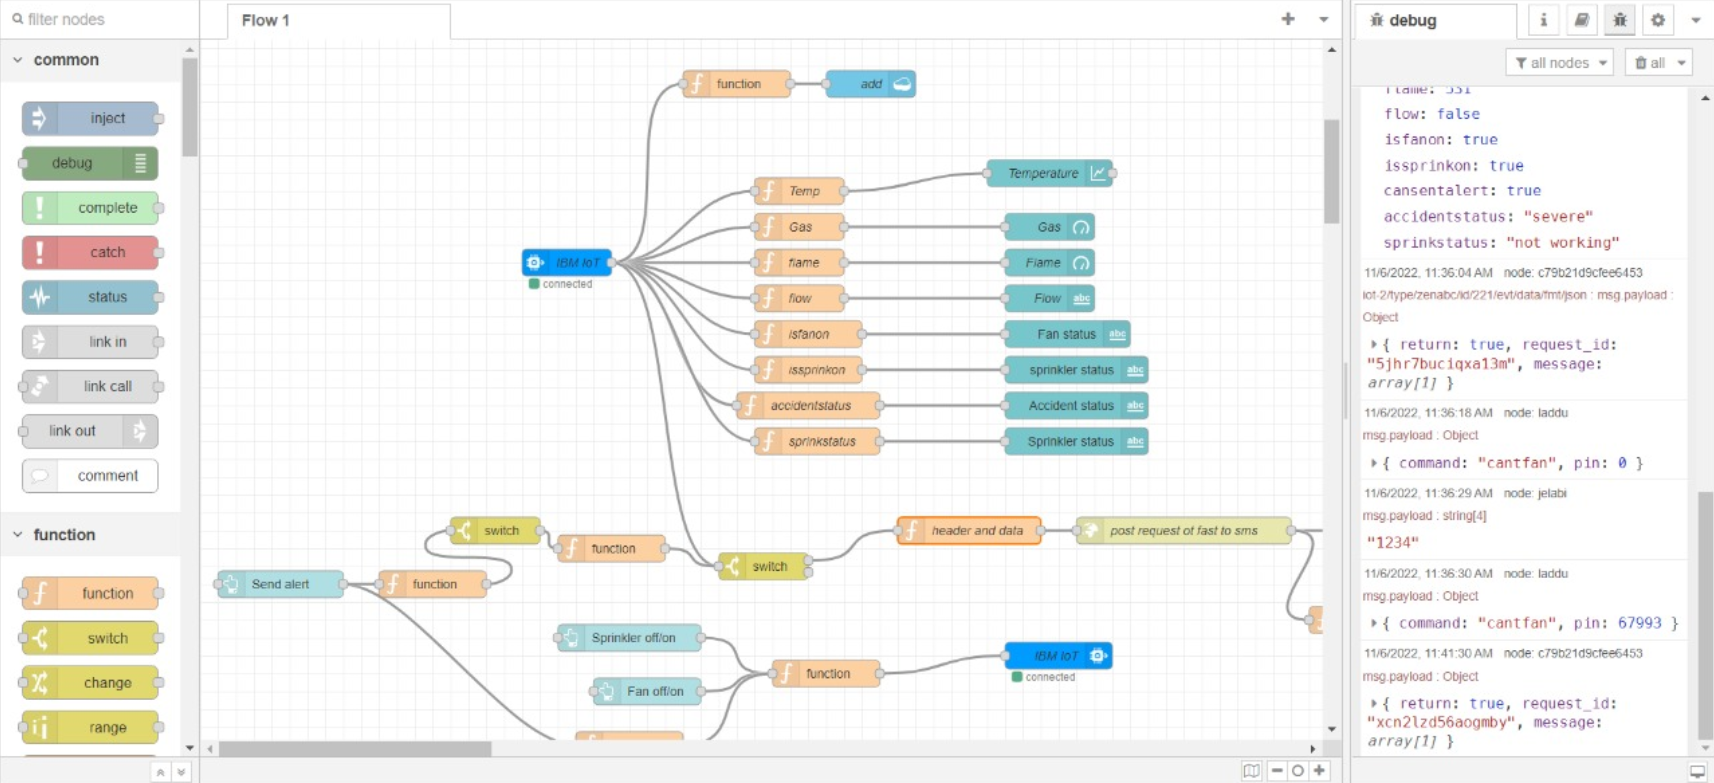 filter nodes
Flow 1
debug
i
all nodes
all
common
inject
debug
complete
catch
status
link in
link call
link out
comment
function
function
switch
change
range
function
add
Temp
Temperature
Gas
Gas
IBM IoT
connected
flame
Flame
flow
Flow
abc
isfanon
Fan status
abc
issprinkon
sprinkler status
abc
accidentstatus
Accident status
abc
sprinkstatus
Sprinkler status
abc
switch
function
header and data
post request of fast to sms
switch
Send alert
function
Sprinkler off/on
Fan off/on
function
IBM IoT
connected
flame: 531
flow: false
isfanon: true
issprinkon: true
cansentalert: true
accidentstatus: "severe"
sprinkstatus: "not working"
11/6/2022, 11:36:04 AM node: c79b21d9cfee6453
iot-2/type/zenabc/id/221/evt/data/fmt/json : msg.payload :
Object
{ return: true, request_id:
"5jhr7buciqxa13m", message:
array[1] }
11/6/2022, 11:36:18 AM node: laddu
msg.payload : Object
{ command: "cantfan", pin: 0 }
11/6/2022, 11:36:29 AM node: jelabi
msg.payload : string[4]
"1234"
11/6/2022, 11:36:30 AM node: laddu
msg.payload : Object
{ command: "cantfan", pin: 67993 }
11/6/2022, 11:41:30 AM node: c79b21d9cfee6453
msg.payload : Object
{ return: true, request_id:
"xcn2lzd56aogmby", message:
array[1] }